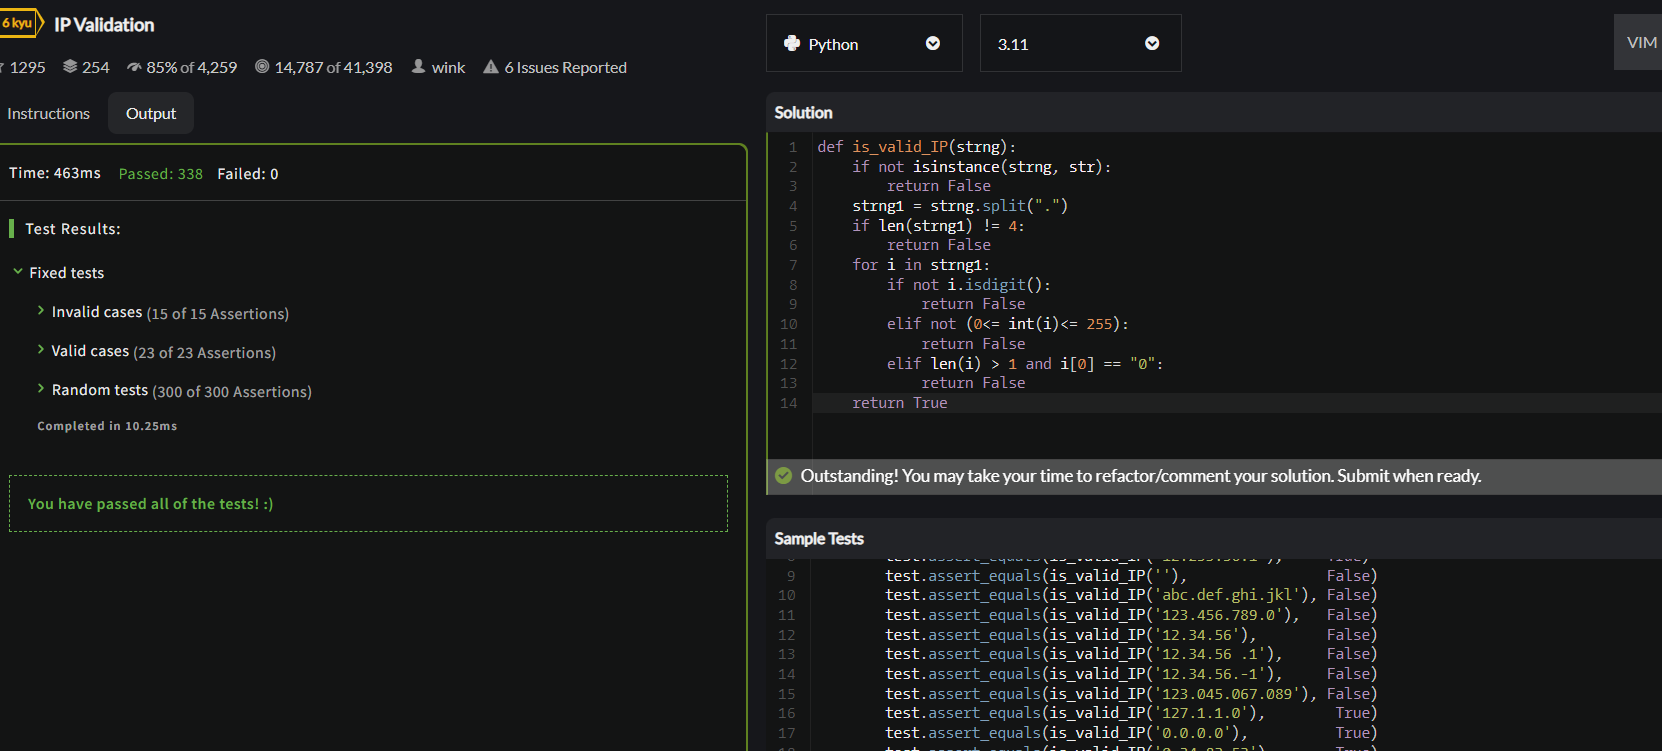 6 kyu IP Validation
1295 254 85% of 4,259 14,787 of 41,398 wink 6 Issues Reported
Instructions Output
Time: 463ms Passed: 338 Failed: 0
Test Results:
Fixed tests
Invalid cases (15 of 15 Assertions)
Valid cases (23 of 23 Assertions)
Random tests (300 of 300 Assertions)
Completed in 10.25ms
You have passed all of the tests! :)
Python 3.11 VIM
Solution
1 def is_valid_IP(strng):
2 if not isinstance(strng, str):
3 return False
4 strng1 = strng.split(".")
5 if len(strng1) != 4:
6 return False
7 for i in strng1:
8 if not i.isdigit():
9 return False
10 elif not (0<= int(i)<= 255):
11 return False
12 elif len(i) > 1 and i[0] == "0":
13 return False
14 return True
Outstanding! You may take your time to refactor/comment your solution. Submit when ready.
Sample Tests
9 test.assert_equals(is_valid_IP(''), False)
10 test.assert_equals(is_valid_IP('abc.def.ghi.jkl'), False)
11 test.assert_equals(is_valid_IP('123.456.789.0'), False)
12 test.assert_equals(is_valid_IP('12.34.56'), False)
13 test.assert_equals(is_valid_IP('12.34.56 .1'), False)
14 test.assert_equals(is_valid_IP('12.34.56.-1'), False)
15 test.assert_equals(is_valid_IP('123.045.067.089'), False)
16 test.assert_equals(is_valid_IP('127.1.1.0'), True)
17 test.assert_equals(is_valid_IP('0.0.0.0'), True)